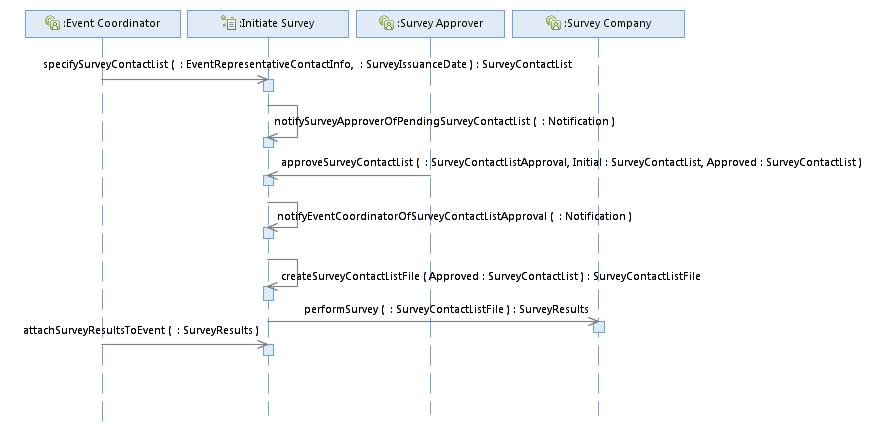 :Event Coordinator
:Initiate Survey
:Survey Approver
:Survey Company
specifySurveyContactList ( : EventRepresentativeContactInfo, : SurveyIssuanceDate ) : SurveyContactList
notifySurveyApproverOfPendingSurveyContactList ( : Notification )
approveSurveyContactList ( : SurveyContactListApproval, Initial : SurveyContactList, Approved : SurveyContactList )
notifyEventCoordinatorOfSurveyContactListApproval ( : Notification )
createSurveyContactListFile ( Approved : SurveyContactList ) : SurveyContactListFile
performSurvey ( : SurveyContactListFile ) : SurveyResults
attachSurveyResultsToEvent ( : SurveyResults )